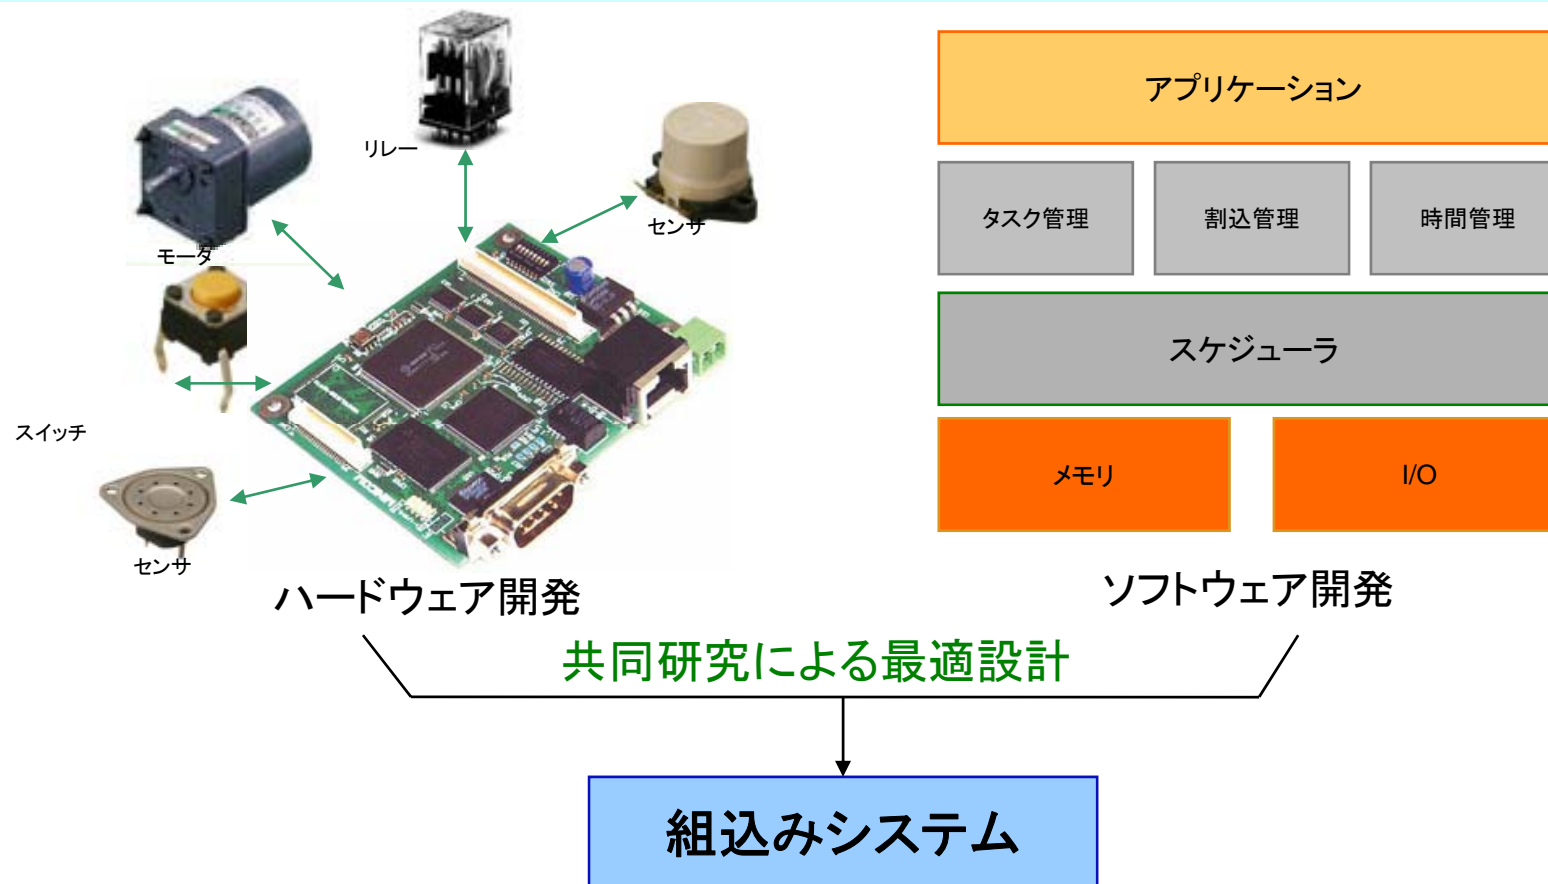 リレー
センサ
モータ
スイッチ
センサ
ハードウェア開発
アプリケーション
タスク管理
割込管理
時間管理
スケジューラ
メモリ
I/O
ソフトウェア開発
共同研究による最適設計
組込みシステム